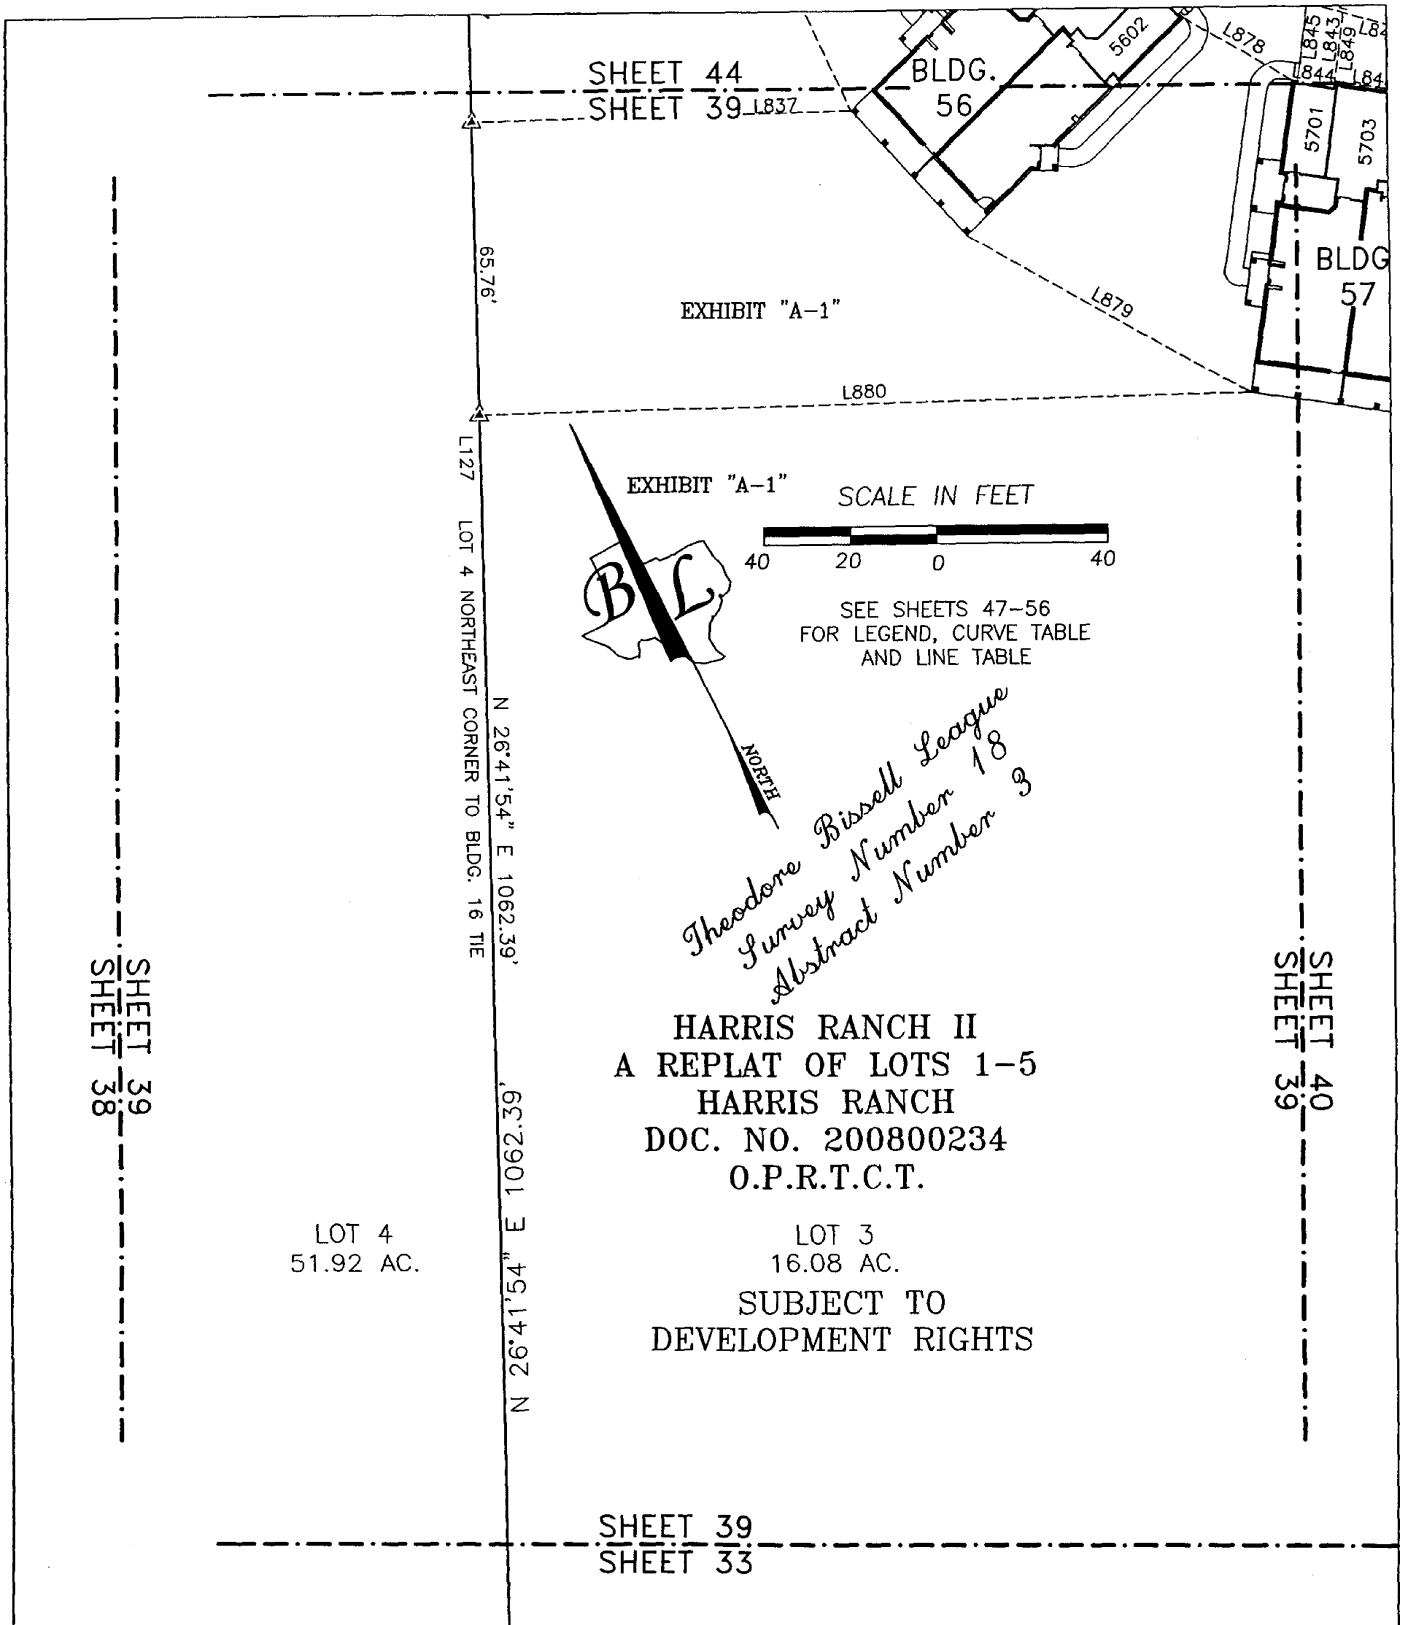 SHEET 44
SHEET 39
L837
BLDG.
56
5602
L878
L845
L843
L849
L844
5701
5703
BLDG
57
65.76'
EXHIBIT "A-1"
L879
L880
L127 LOT 4 NORTHEAST CORNER TO BLDG. 16 TIE
EXHIBIT "A-1"
SCALE IN FEET
40 20 0 40
B L
SEE SHEETS 47-56
FOR LEGEND, CURVE TABLE
AND LINE TABLE
NORTH
N 26°41'54" E 1062.39'
Theodore Bissell League
Survey Number 18
Abstract Number 3
SHEET 39
SHEET 38
SHEET 40
SHEET 39
HARRIS RANCH II
A REPLAT OF LOTS 1-5
HARRIS RANCH
DOC. NO. 200800234
O.P.R.T.C.T.
N 26°41'54" E 1062.39'
LOT 4
51.92 AC.
LOT 3
16.08 AC.
SUBJECT TO
DEVELOPMENT RIGHTS
SHEET 39
SHEET 33